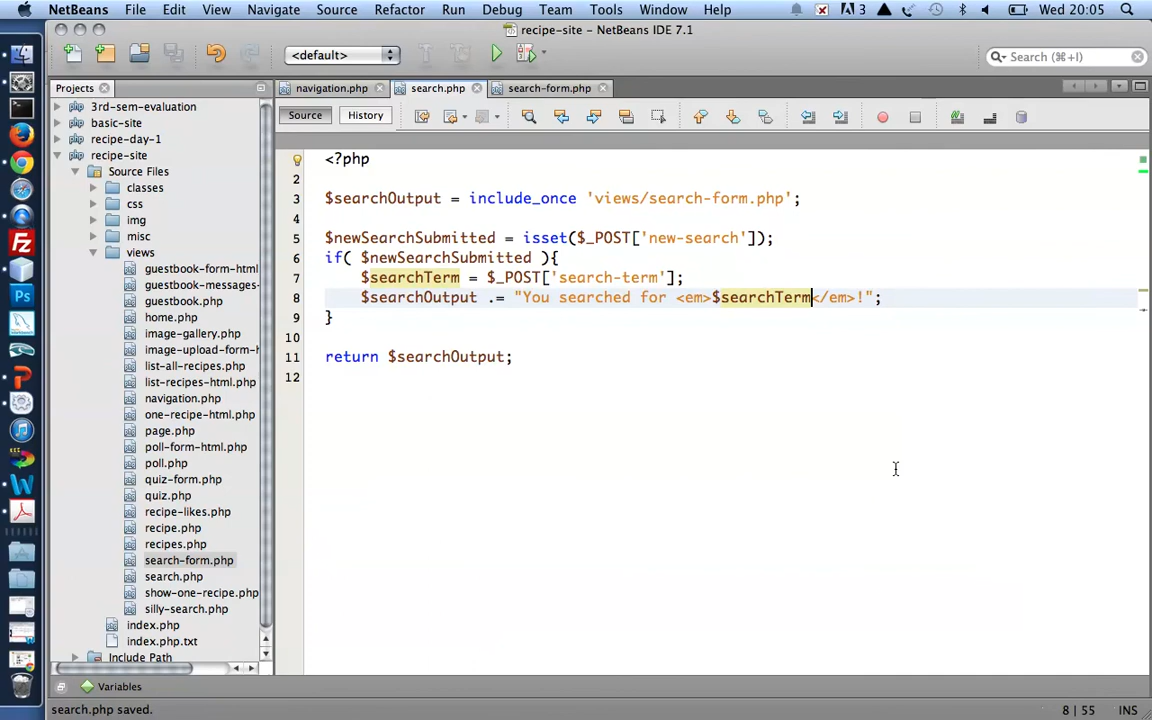 NetBeans File Edit View Navigate Source Refactor Run Debug Team Tools Window Help 3 Wed 20:05
recipe-site – NetBeans IDE 7.1
<default> Search (⌘+I)
Projects navigation.php search.php search-form.php
Source History
3rd-sem-evaluation
basic-site
recipe-day-1
recipe-site
Source Files
classes
css
img
misc
views
guestbook-form-html
guestbook-messages-
guestbook.php
home.php
image-gallery.php
image-upload-form-h
list-all-recipes.php
list-recipes-html.php
navigation.php
one-recipe-html.php
page.php
poll-form-html.php
poll.php
quiz-form.php
quiz.php
recipe-likes.php
recipe.php
recipes.php
search-form.php
search.php
show-one-recipe.php
silly-search.php
index.php
index.php.txt
Include Path
<?php
2
3 $searchOutput = include_once 'views/search-form.php';
4
5 $newSearchSubmitted = isset($_POST['new-search']);
6 if( $newSearchSubmitted ){
7 $searchTerm = $_POST['search-term'];
8 $searchOutput .= "You searched for <em>$searchTerm</em>!";
9 }
10
11 return $searchOutput;
12
Variables
search.php saved. 8 | 55 INS